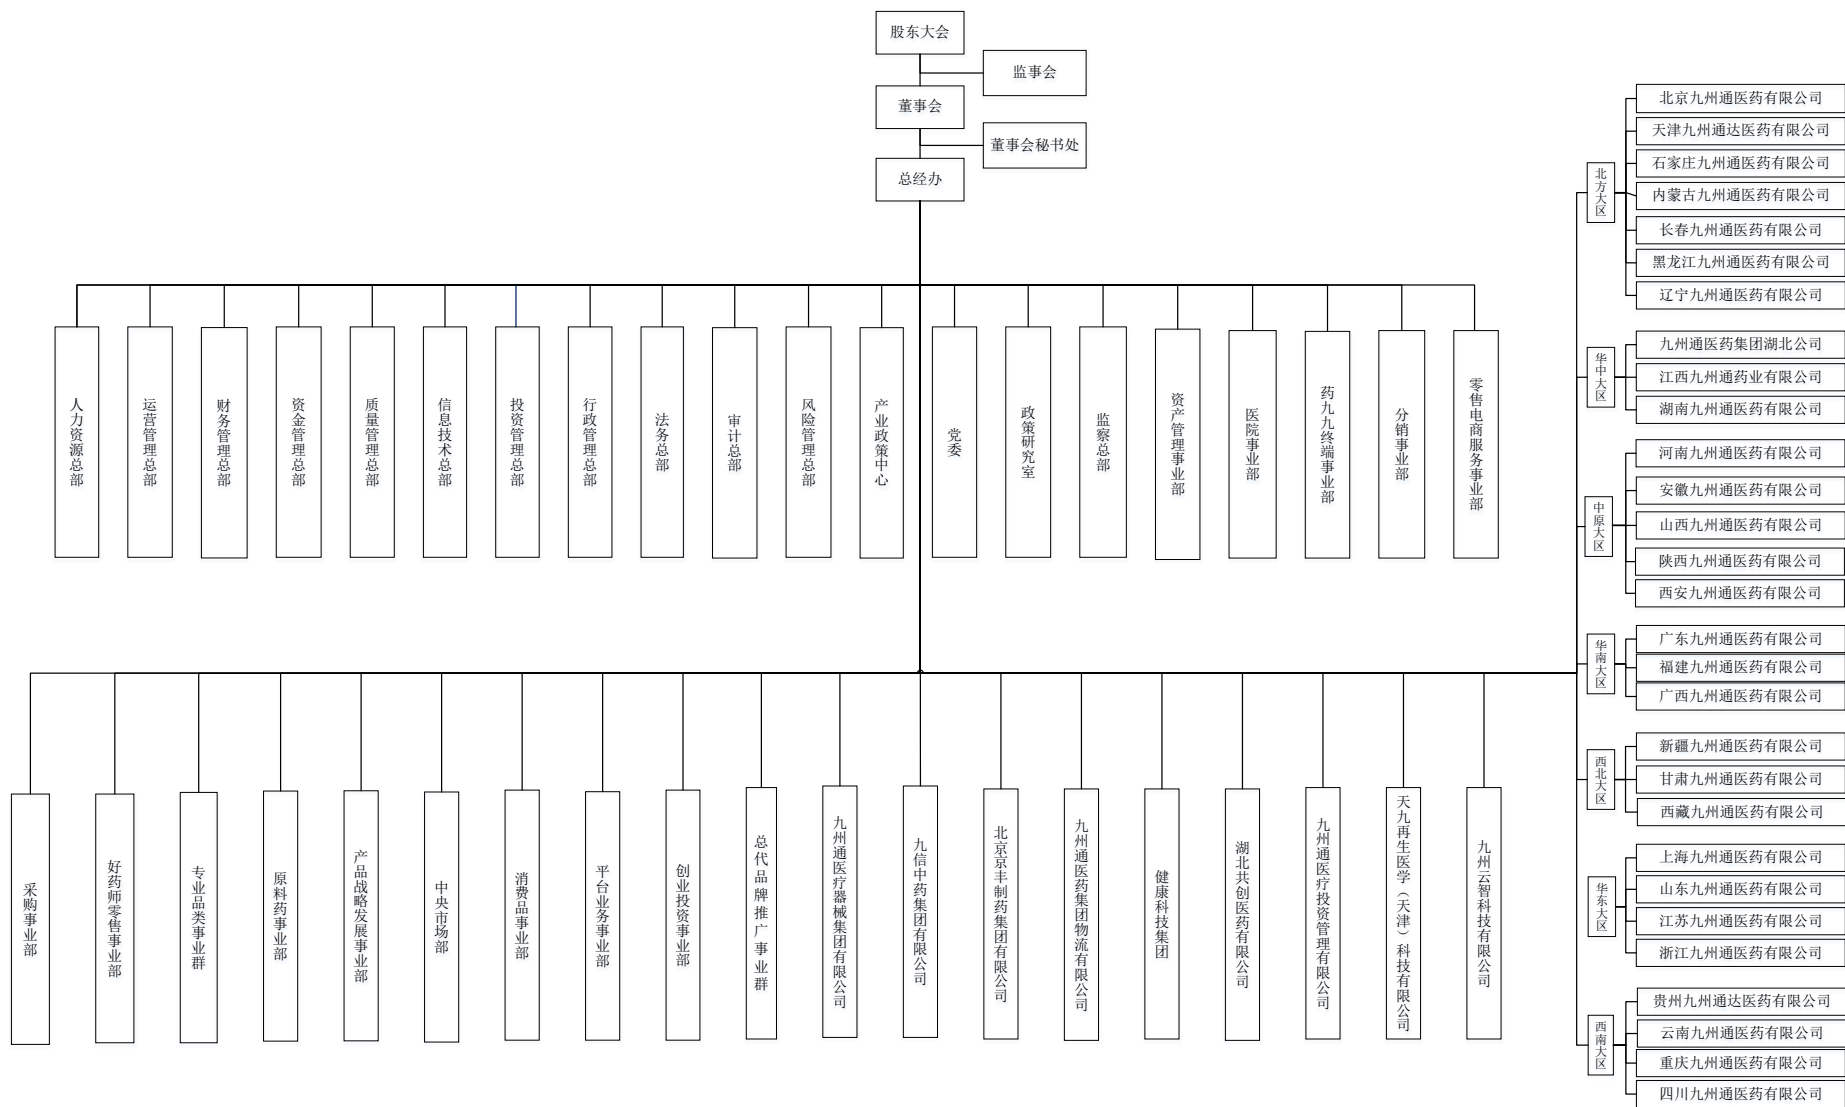 股东大会
监事会
董事会
董事会秘书处
总经办
人力资源总部
运营管理总部
财务管理总部
资金管理总部
质量管理总部
信息技术总部
投资管理总部
行政管理总部
法务总部
审计总部
风险管理总部
产业政策中心
党委
政策研究室
监察总部
资产管理事业部
医院事业部
药九九终端事业部
分销事业部
零售电商服务事业部
采购事业部
好药师零售事业部
专业品类事业群
原料药事业部
产品战略发展事业部
中央市场部
消费品事业部
平台业务事业部
创业投资事业部
总代品牌推广事业群
九州通医疗器械集团有限公司
九信中药集团有限公司
北京京丰制药集团有限公司
九州通医药集团物流有限公司
健康科技集团
湖北共创医药有限公司
九州通医疗投资管理有限公司
天九再生医学（天津）科技有限公司
九州云智科技有限公司
北方大区
北京九州通医药有限公司
天津九州通达医药有限公司
石家庄九州通医药有限公司
内蒙古九州通医药有限公司
长春九州通医药有限公司
黑龙江九州通医药有限公司
辽宁九州通医药有限公司
华中大区
九州通医药集团湖北公司
江西九州通药业有限公司
湖南九州通医药有限公司
中原大区
河南九州通医药有限公司
安徽九州通医药有限公司
山西九州通医药有限公司
陕西九州通医药有限公司
西安九州通医药有限公司
华南大区
广东九州通医药有限公司
福建九州通医药有限公司
广西九州通医药有限公司
西北大区
新疆九州通医药有限公司
甘肃九州通医药有限公司
西藏九州通医药有限公司
华东大区
上海九州通医药有限公司
山东九州通医药有限公司
江苏九州通医药有限公司
浙江九州通医药有限公司
西南大区
贵州九州通达医药有限公司
云南九州通医药有限公司
重庆九州通医药有限公司
四川九州通医药有限公司